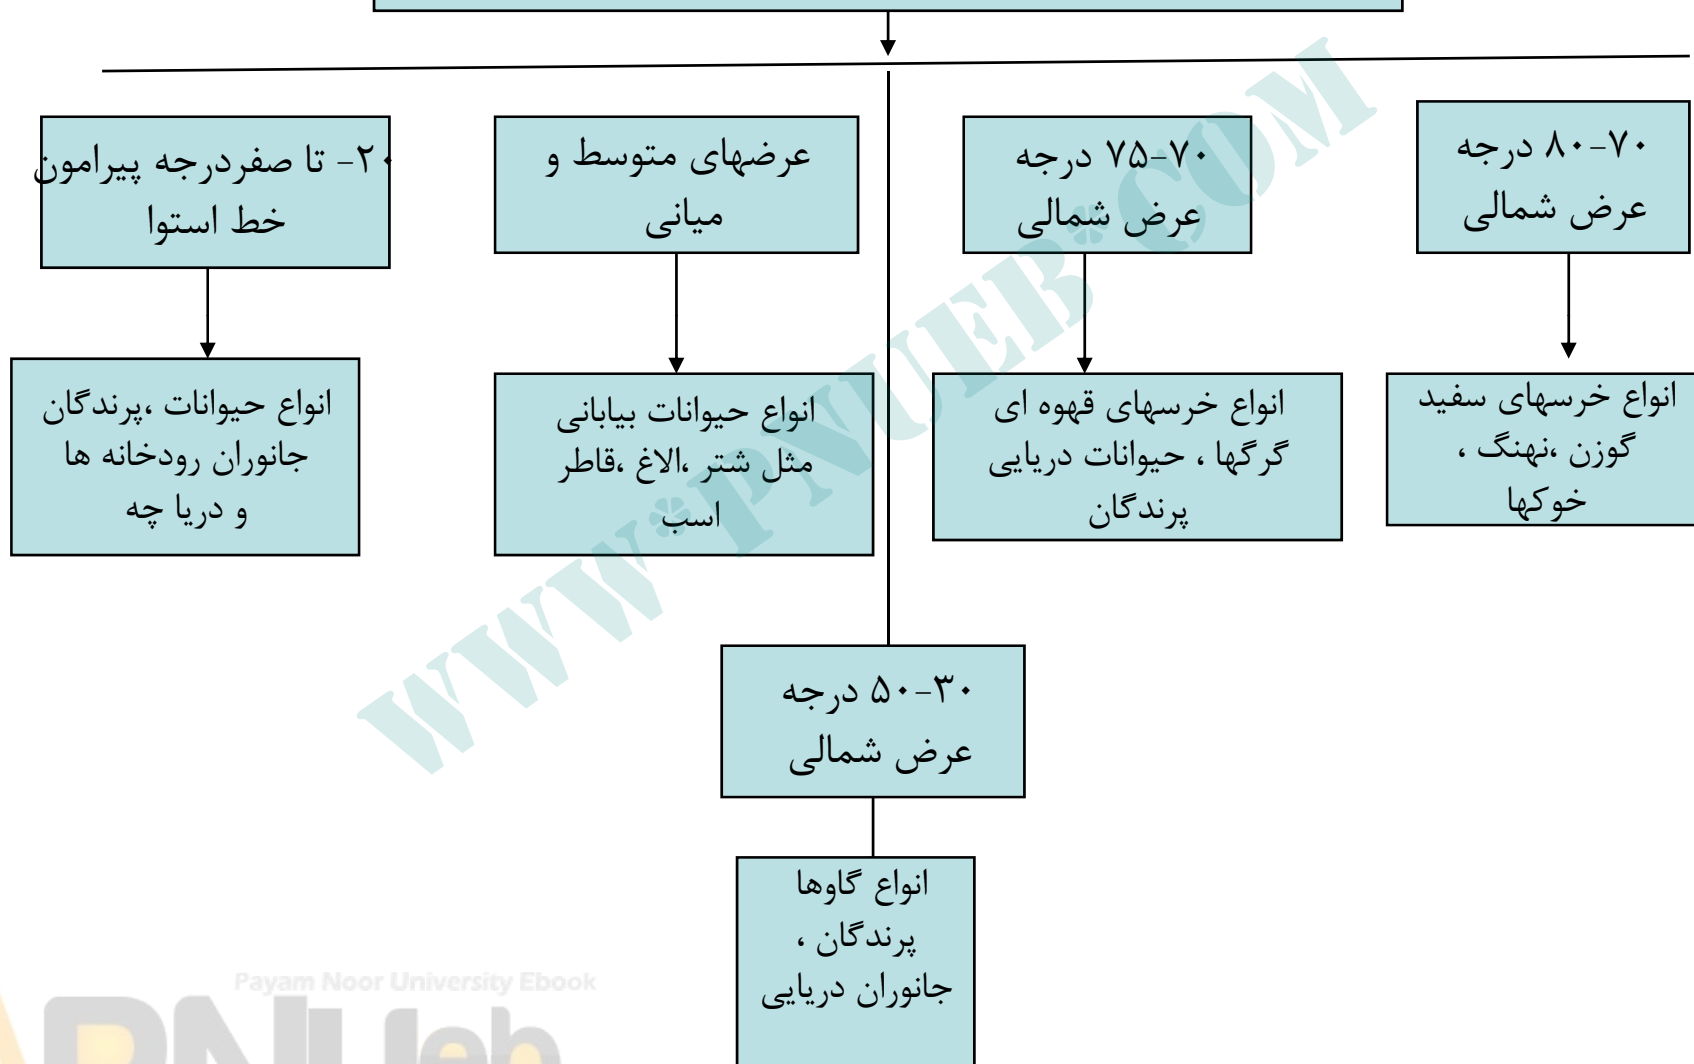 ۸۰-۷۰ درجه
عرض شمالی
۷۵-۷۰ درجه
عرض شمالی
عرضهای متوسط و
میانی
۲۰- تا صفردرجه پیرامون
خط استوا
انواع خرسهای سفید
گوزن ،نهنگ ،
خوکها
انواع خرسهای قهوه ای
گرگها ، حیوانات دریایی
پرندگان
انواع حیوانات بیابانی
مثل شتر ،الاغ ،قاطر
اسب
انواع حیوانات ،پرندگان
جانوران رودخانه ها
و دریا چه
۵۰-۳۰ درجه
عرض شمالی
انواع گاوها
پرندگان ،
جانوران دریایی
WWW*PNUEB*COM
Payam Noor University Ebook
PNUeb